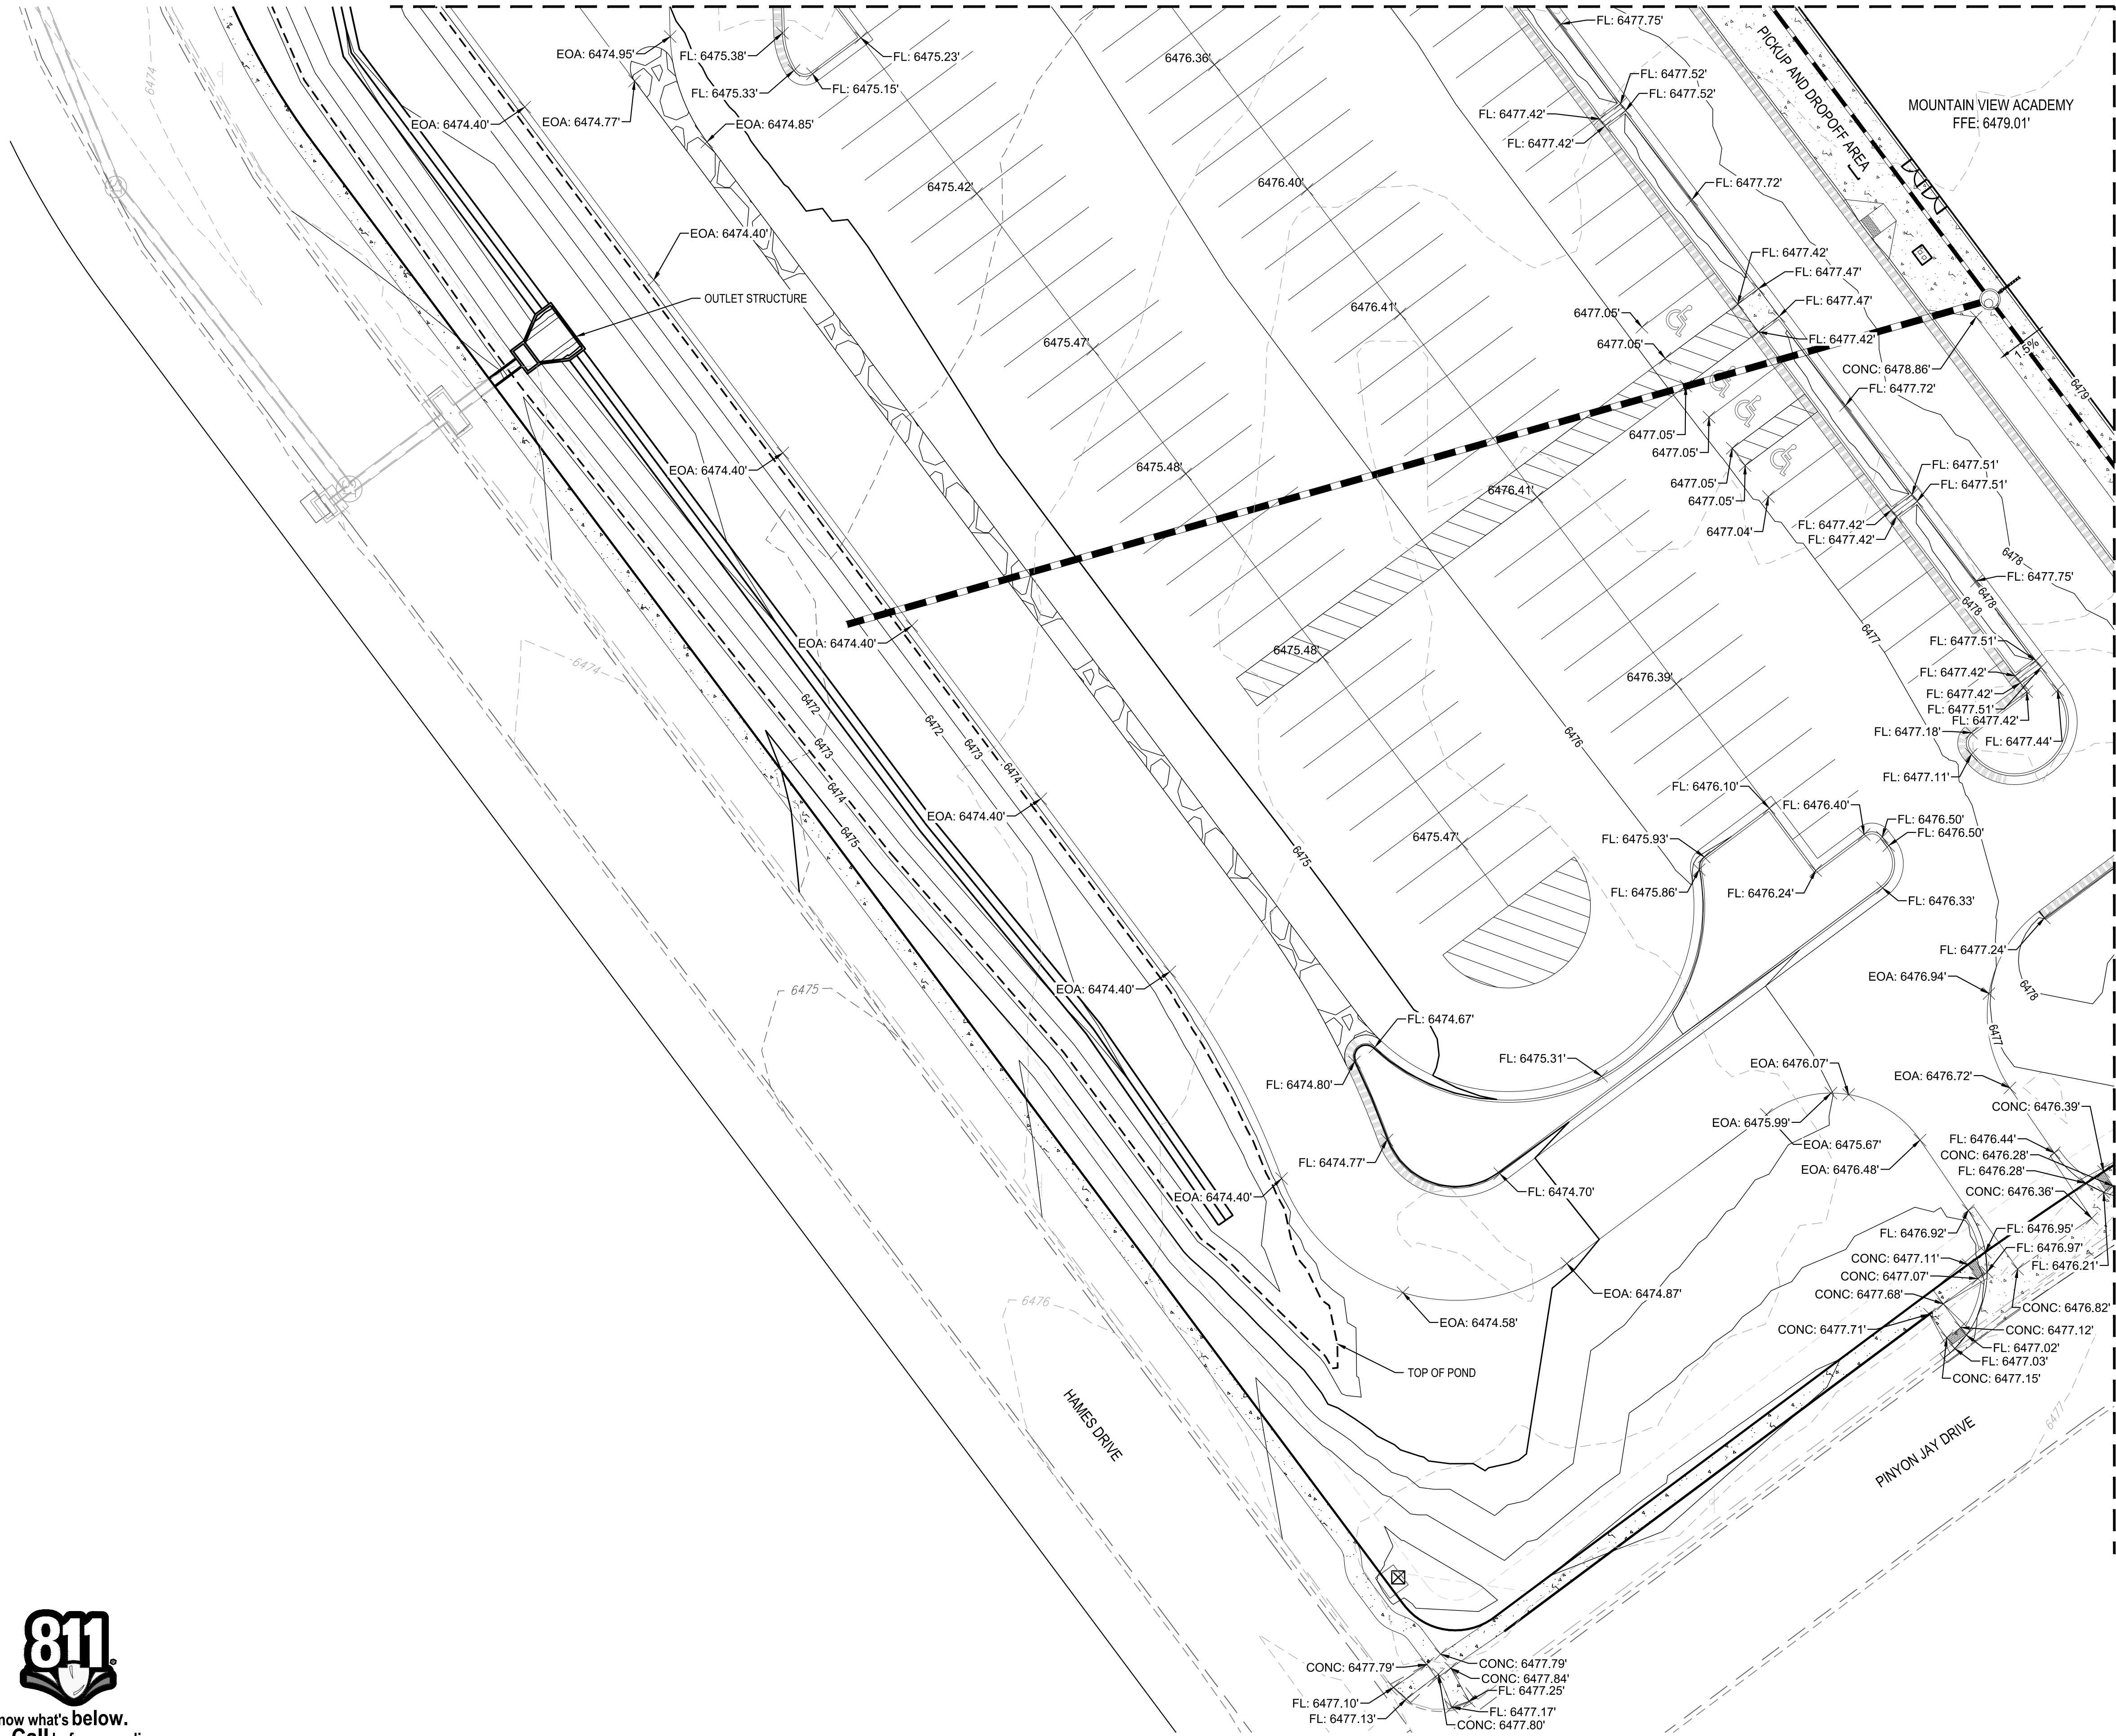 FL: 6477.75'
PICKUP AND DROPOFF AREA
MOUNTAIN VIEW ACADEMY
FFE: 6479.01'
EOA: 6474.95'
FL: 6475.38'
FL: 6475.23'
6476.36'
6474
FL: 6477.52'
FL: 6477.52'
FL: 6475.33'
FL: 6475.15'
EOA: 6474.40'
EOA: 6474.77'
EOA: 6474.85'
FL: 6477.42'
FL: 6477.42'
6475.42'
6476.40'
FL: 6477.72'
EOA: 6474.40'
FL: 6477.42'
FL: 6477.47'
OUTLET STRUCTURE
6476.41'
6477.05'
FL: 6477.47'
6475.47'
6477.05'
FL: 6477.42'
1.5%
CONC: 6478.86'
FL: 6477.72'
6479
6477.05'
6477.05'
EOA: 6474.40'
6475.48'
FL: 6477.51'
6477.05'
FL: 6477.51'
6476.41'
6477.05'
6477.04'
FL: 6477.42'
FL: 6477.42'
6478
FL: 6477.75'
6478
6478
EOA: 6474.40'
6477
FL: 6477.51'
6475.48'
6474
6476.39'
FL: 6477.42'
FL: 6477.42'
FL: 6477.51'
FL: 6477.42'
6472
6472
6473
6473
6474
6476
FL: 6477.18'
FL: 6477.44'
FL: 6477.11'
6474
FL: 6476.10'
FL: 6476.40'
EOA: 6474.40'
FL: 6476.50'
FL: 6476.50'
6475
6475.47'
FL: 6475.93'
6475
FL: 6475.86'
FL: 6476.24'
FL: 6476.33'
FL: 6477.24'
EOA: 6476.94'
6475
EOA: 6474.40'
6478
FL: 6474.67'
6477
FL: 6475.31'
EOA: 6476.07'
EOA: 6476.72'
FL: 6474.80'
CONC: 6476.39'
EOA: 6475.99'
EOA: 6475.67'
FL: 6476.44'
CONC: 6476.28'
FL: 6474.77'
EOA: 6476.48'
FL: 6476.28'
EOA: 6474.40'
FL: 6474.70'
CONC: 6476.36'
FL: 6476.92'
FL: 6476.95'
FL: 6476.97'
CONC: 6477.11'
FL: 6476.21'
CONC: 6477.07'
EOA: 6474.87'
CONC: 6477.68'
6476
CONC: 6476.82'
EOA: 6474.58'
CONC: 6477.71'
CONC: 6477.12'
FL: 6477.02'
FL: 6477.03'
TOP OF POND
CONC: 6477.15'
HAMES DRIVE
6477
PINYON JAY DRIVE
811
now what's below.
CONC: 6477.79'
CONC: 6477.79'
CONC: 6477.84'
FL: 6477.25'
FL: 6477.10'
FL: 6477.17'
FL: 6477.13'
CONC: 6477.80'